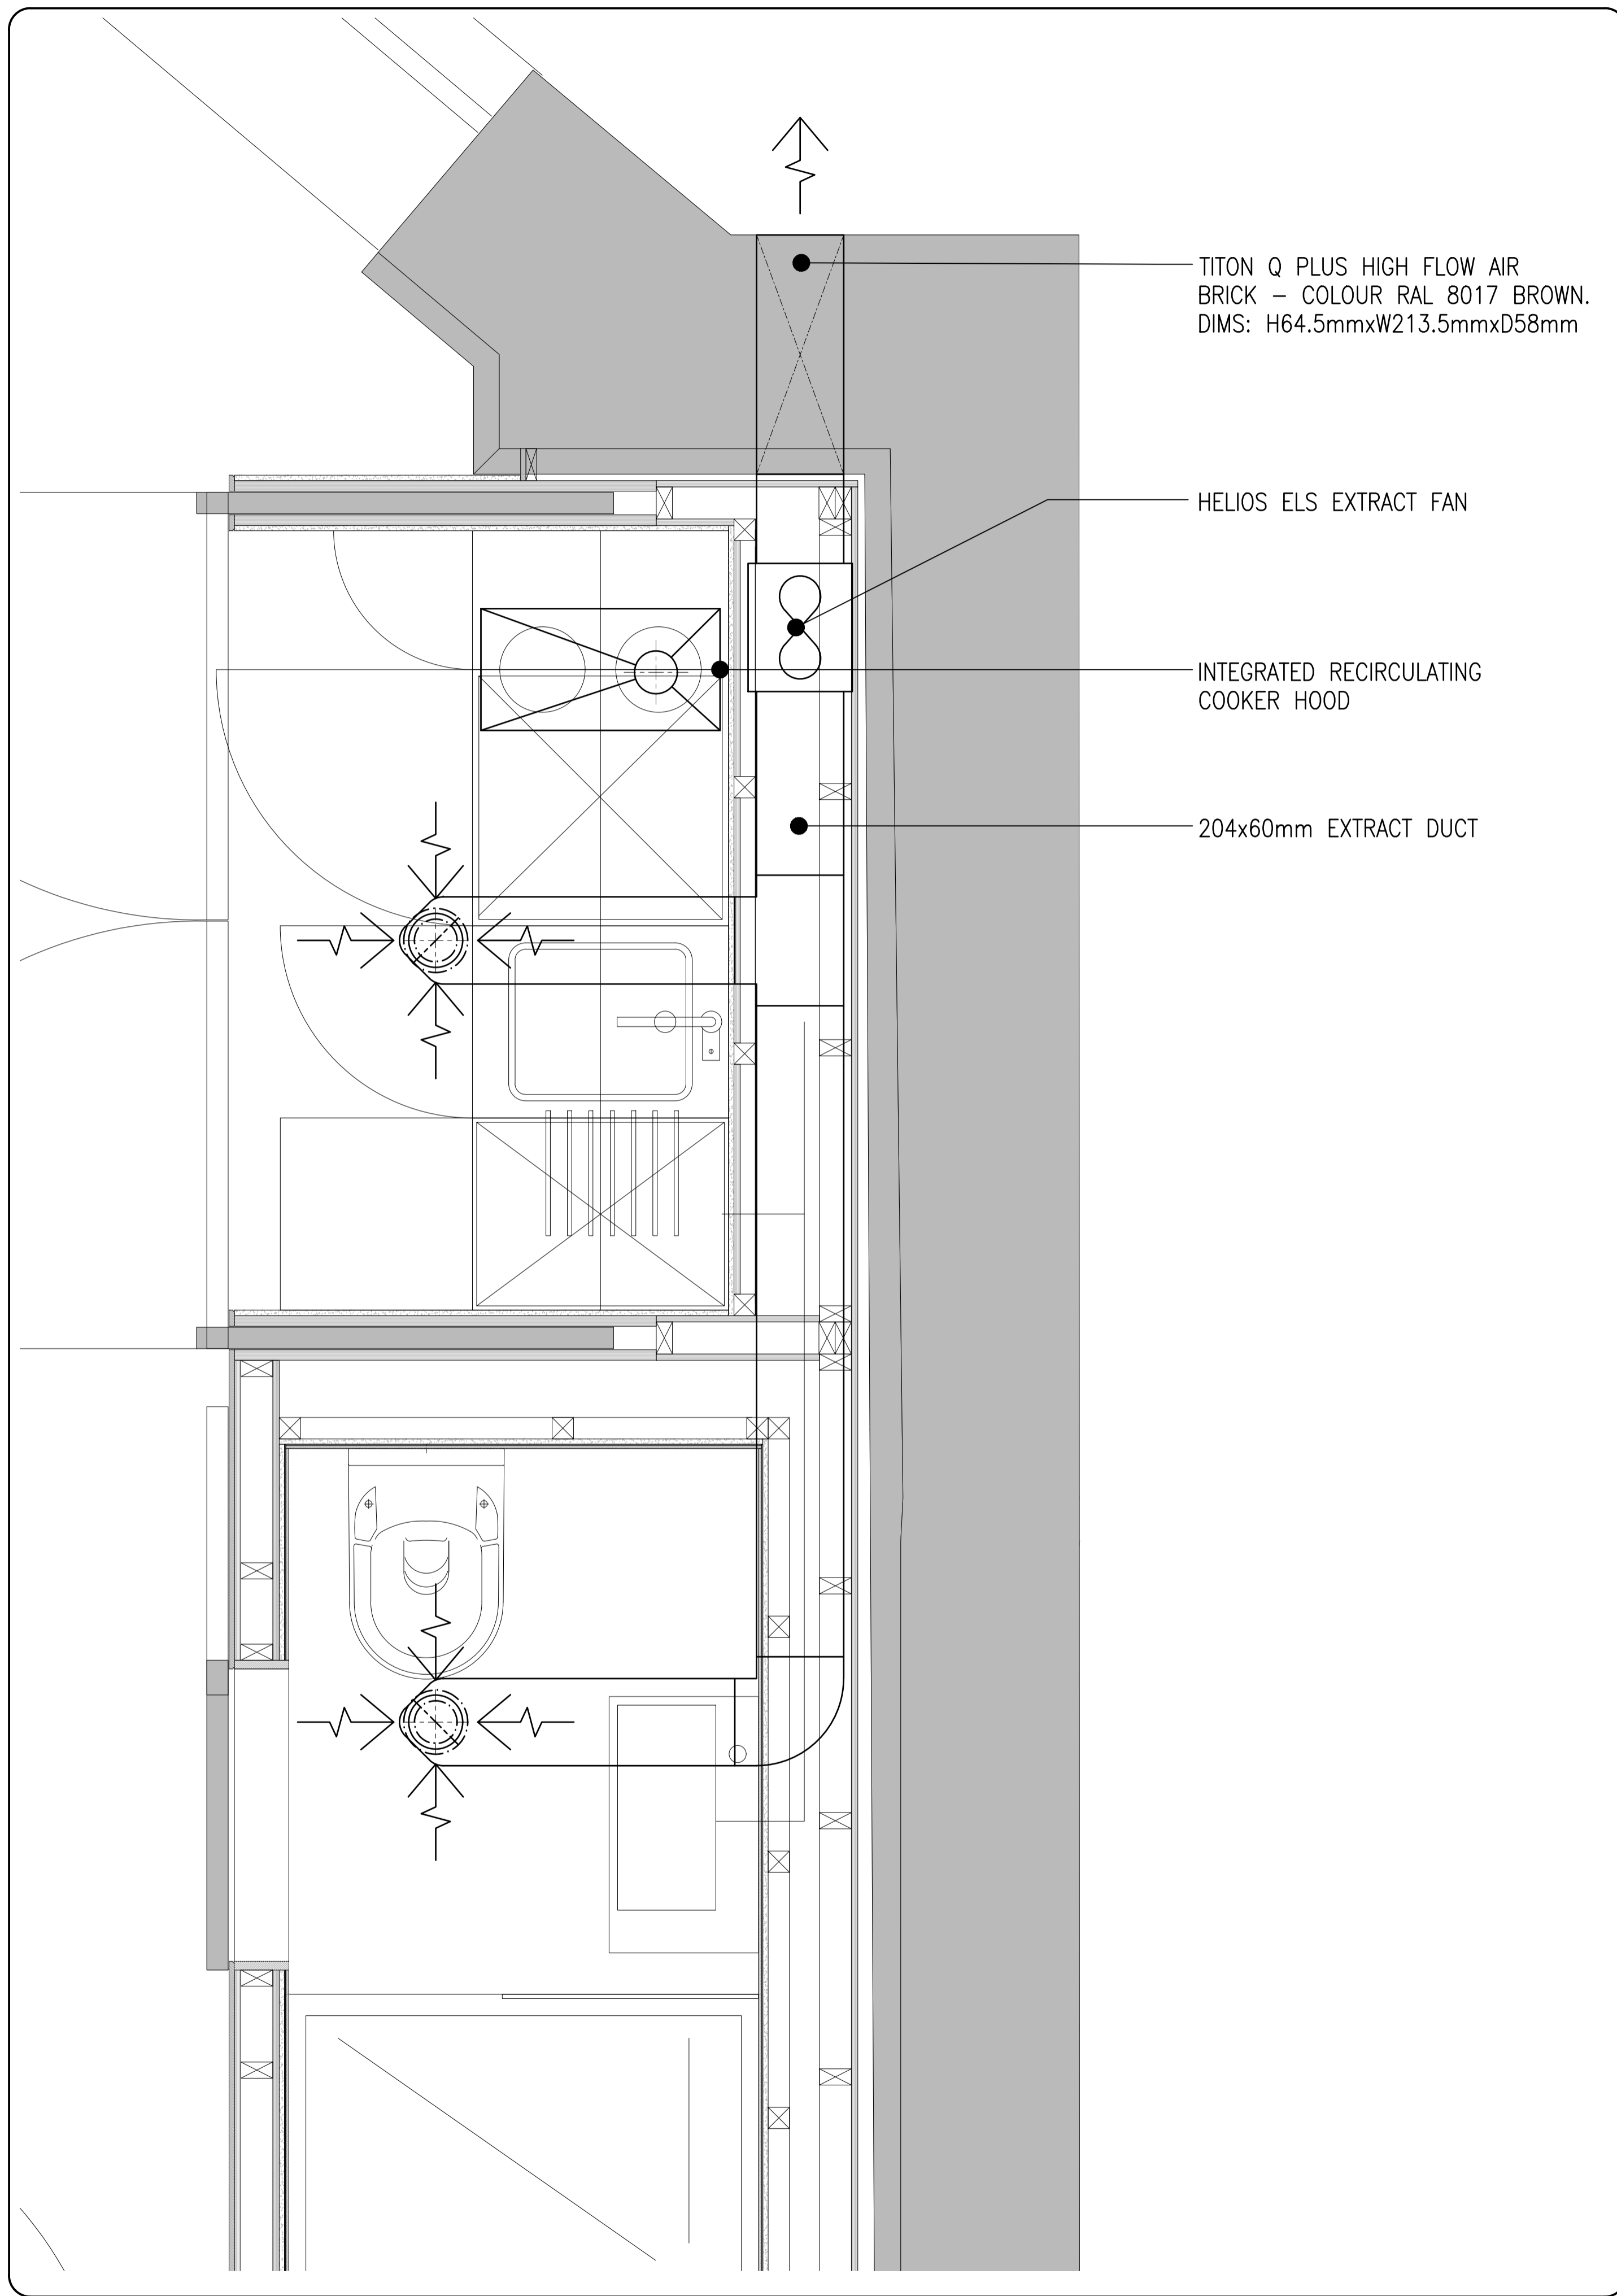 TITON Q PLUS HIGH FLOW AIR
BRICK – COLOUR RAL 8017 BROWN.
DIMS: H64.5mmxW213.5mmxD58mm
HELIOS ELS EXTRACT FAN
INTEGRATED RECIRCULATING
COOKER HOOD
204x60mm EXTRACT DUCT